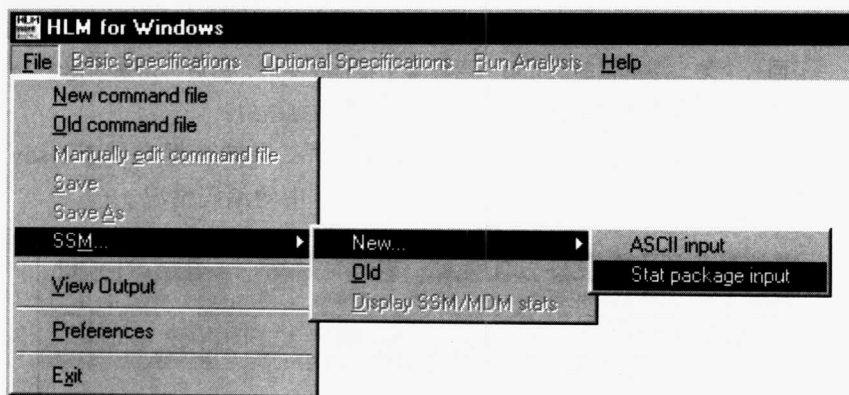 HLM for Windows
File Basic Specifications Optional Specifications Run Analysis Help
New command file
Old command file
Manually edit command file
Save
Save As
SSM...
New...
ASCII input
Old
Stat package input
Display SSM/MDM stats
View Output
Preferences
Exit